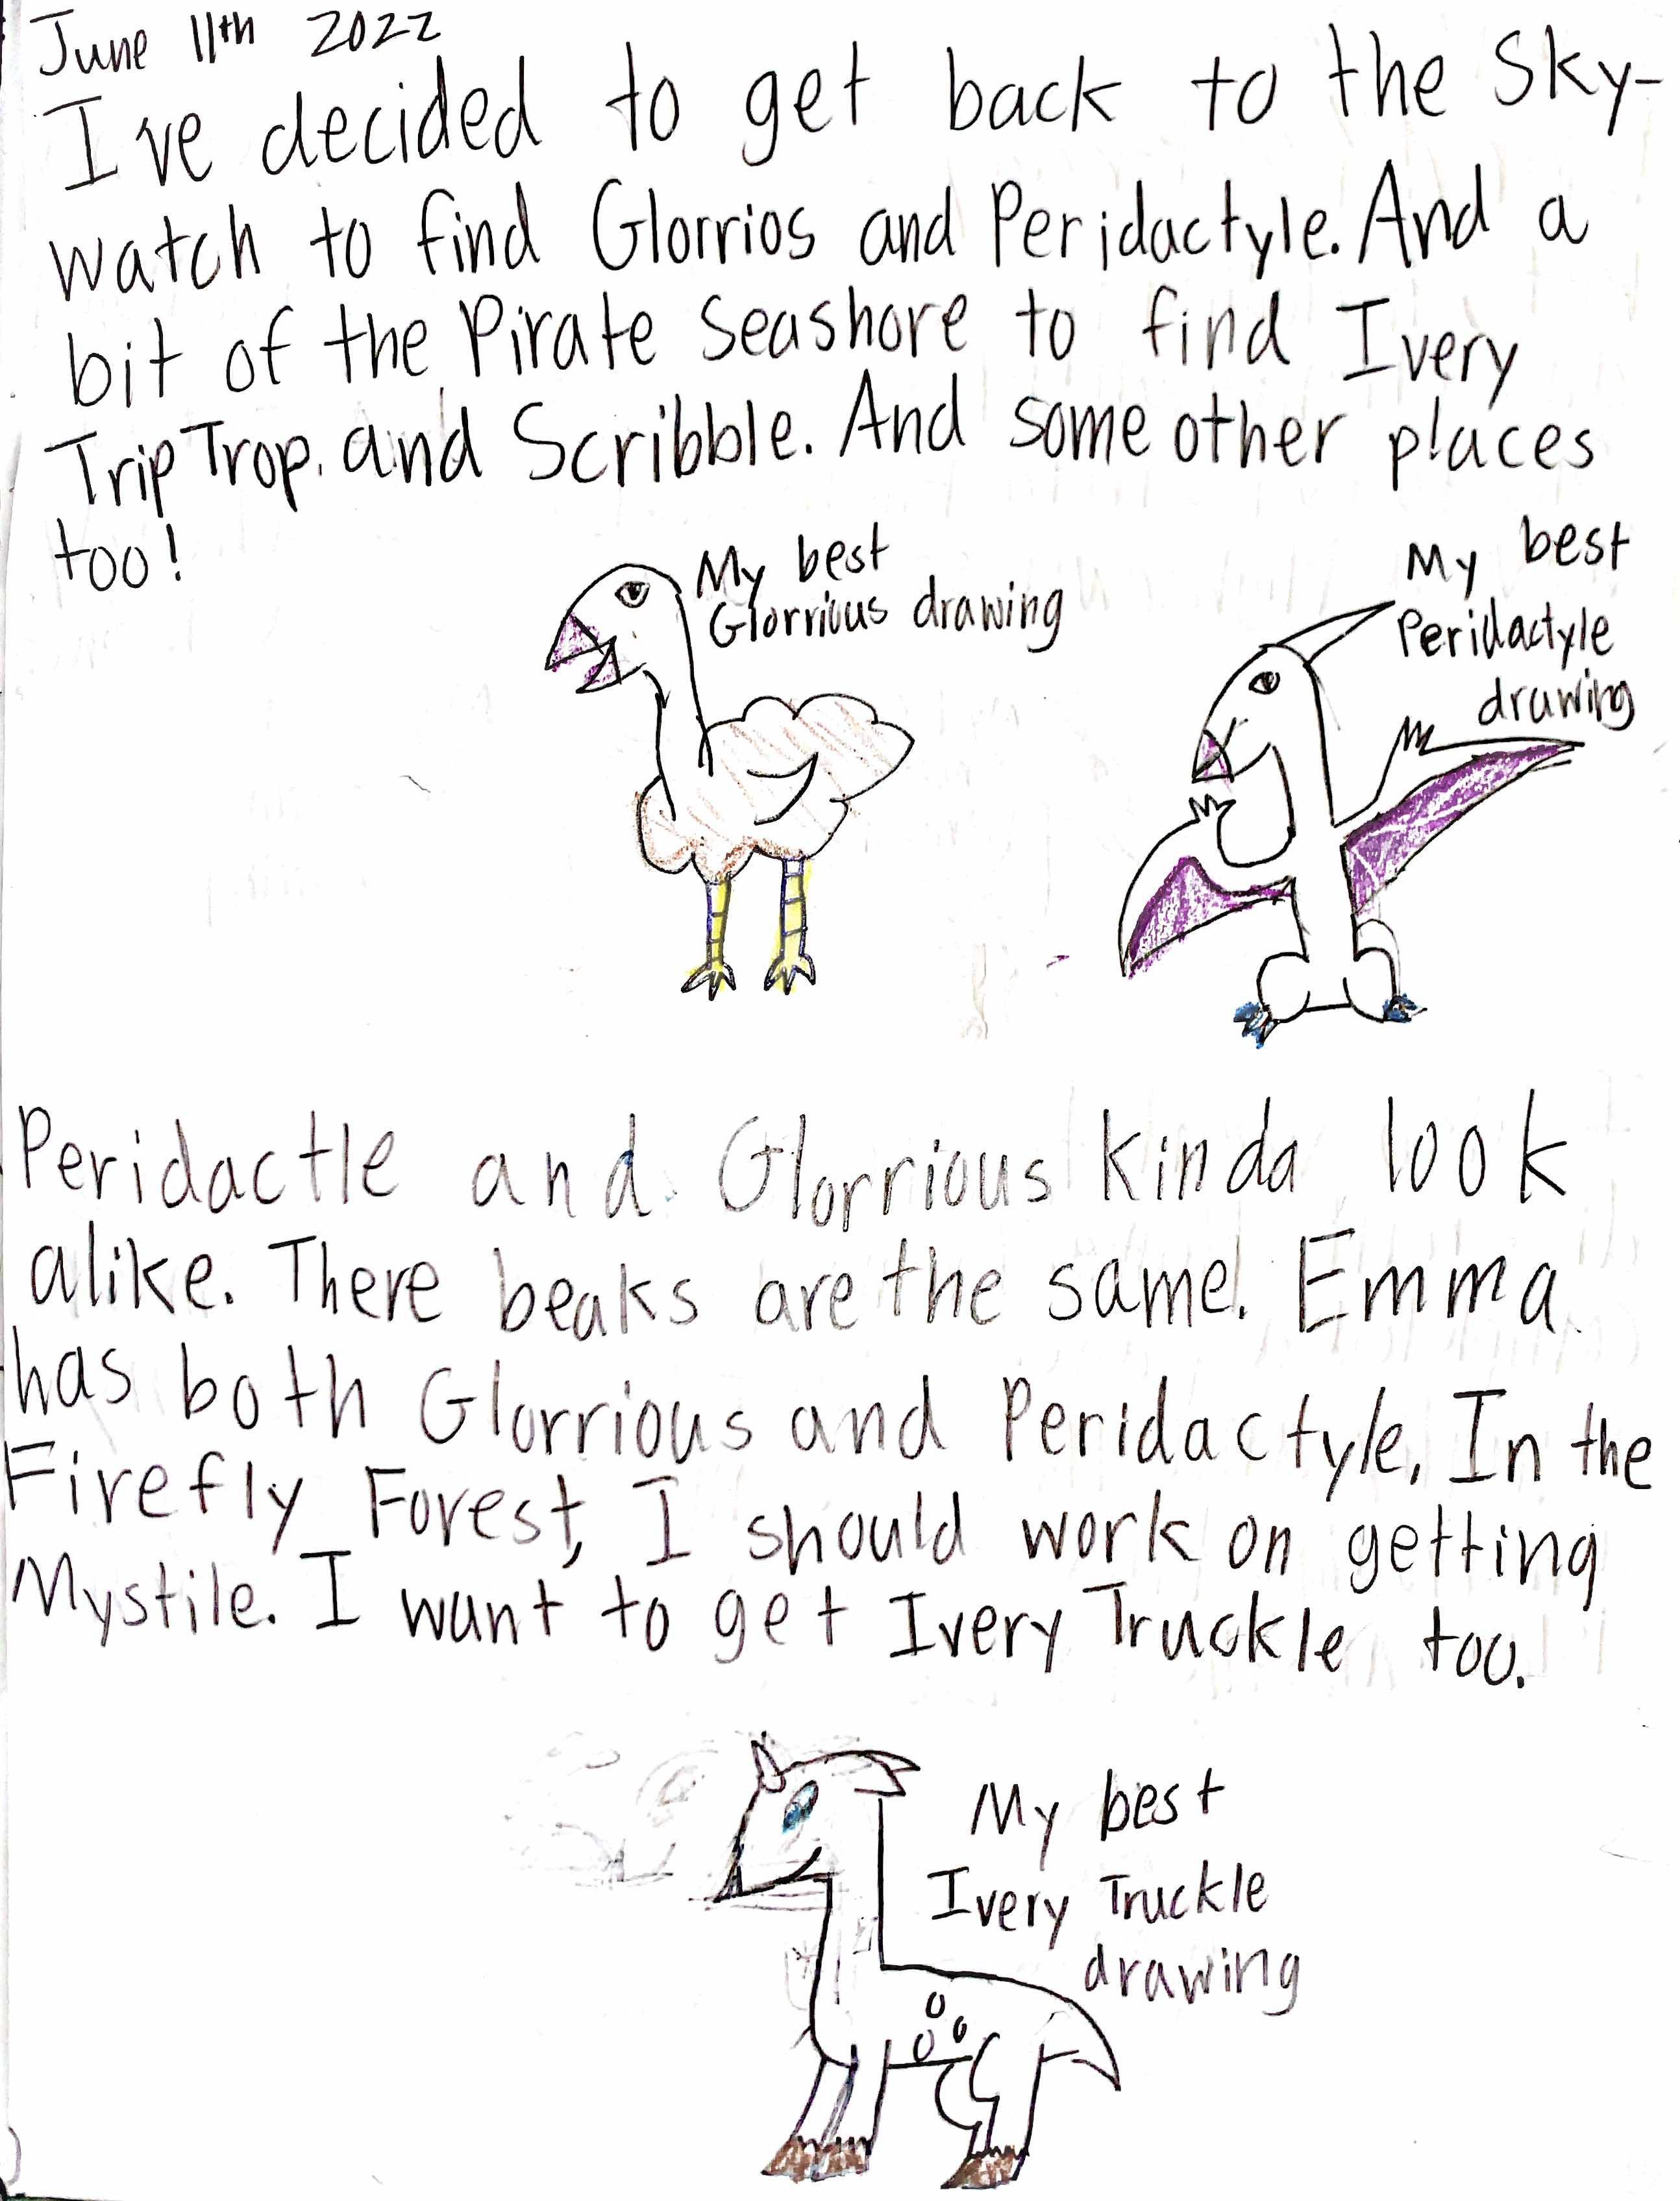 June 11th 2022
I've decided to get back to the Sky-
watch to find Glorrios and Peridactyle. And a
bit of the Pirate Seashore to find Ivery
Trip Trop. and Scribble. And some other places
too!
My best
Glorrious drawing
My best
Peridactyle
drawing
Peridactle and Glorrious kinda look
alike. There beaks are the same. Emma
has both Glorrious and Peridactyle. In the
Firefly Forest, I should work on getting
Mystile. I want to get Ivery Truckle too.
My best
Ivery Truckle
drawing